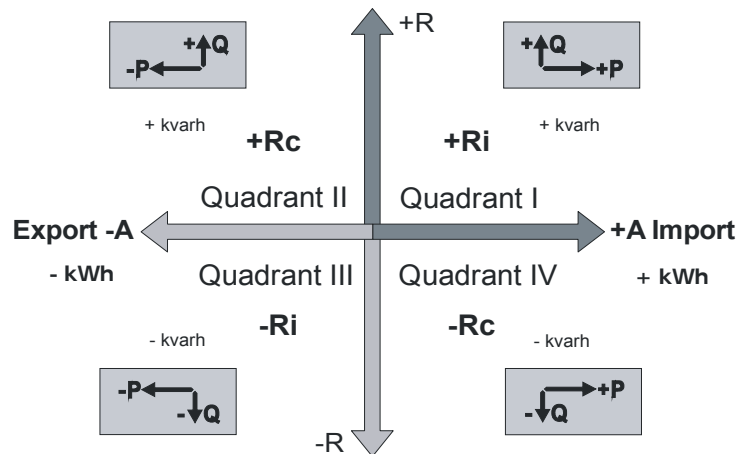 +R
+Q
-P
+Q
+P
+ kvarh
+ kvarh
+Rc
+Ri
Quadrant II
Quadrant I
Export -A
+A Import
- kWh
+ kWh
Quadrant III
Quadrant IV
-Ri
-Rc
- kvarh
- kvarh
-P
-Q
+P
-Q
-R